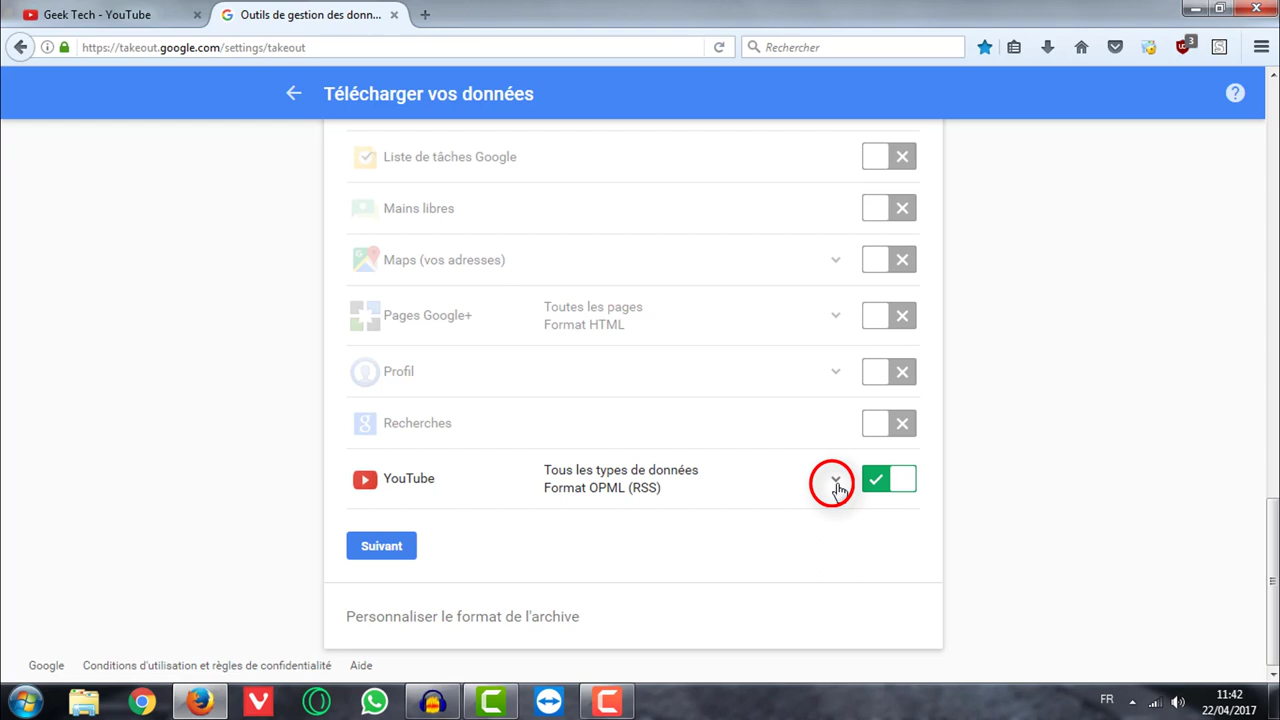 Geek Tech - YouTube
Outils de gestion des donn...
https://takeout.google.com/settings/takeout
Rechercher
3
Télécharger vos données
Liste de tâches Google
Mains libres
Maps (vos adresses)
Pages Google+
Toutes les pages
Format HTML
Profil
Recherches
YouTube
Tous les types de données
Format OPML (RSS)
Suivant
Personnaliser le format de l'archive
Google
Conditions d'utilisation et règles de confidentialité
Aide
FR
11:42
22/04/2017